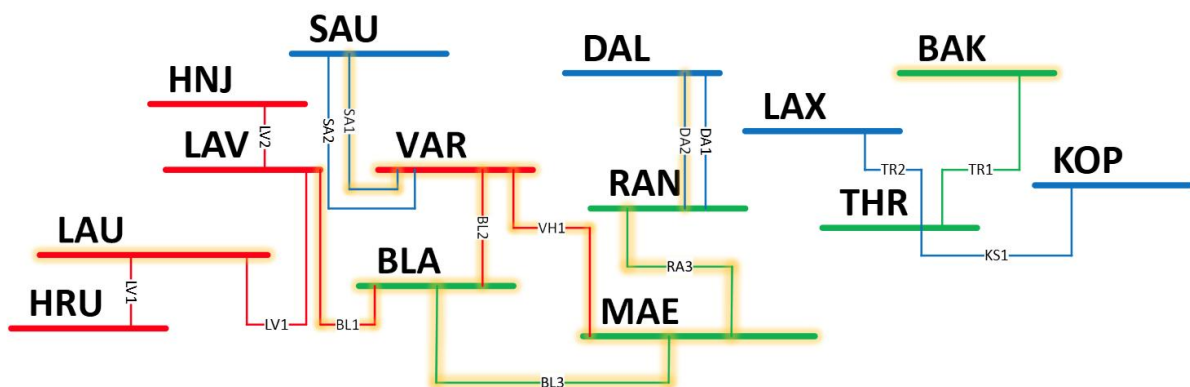 SAU
DAL
BAK
HNJ
LAX
SA2
SA1
DA2
DA1
LV2
LAV
VAR
KOP
RAN
TR2
TR1
THR
LAU
BL2
VH1
BLA
KS1
RA3
LV1
HRU
MAE
LV1
BL1
BL3